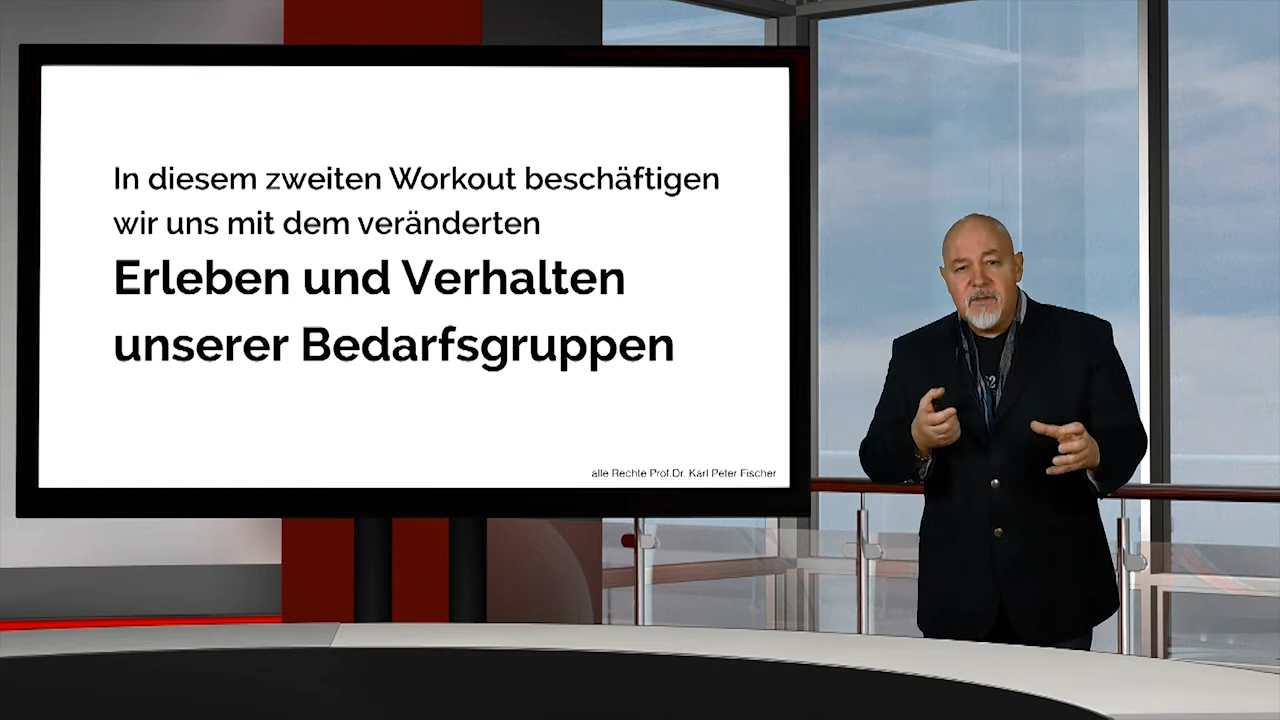 In diesem zweiten Workout beschäftigen
wir uns mit dem veränderten
Erleben und Verhalten
unserer Bedarfsgruppen
alle Rechte Prof.Dr. Karl Peter Fischer